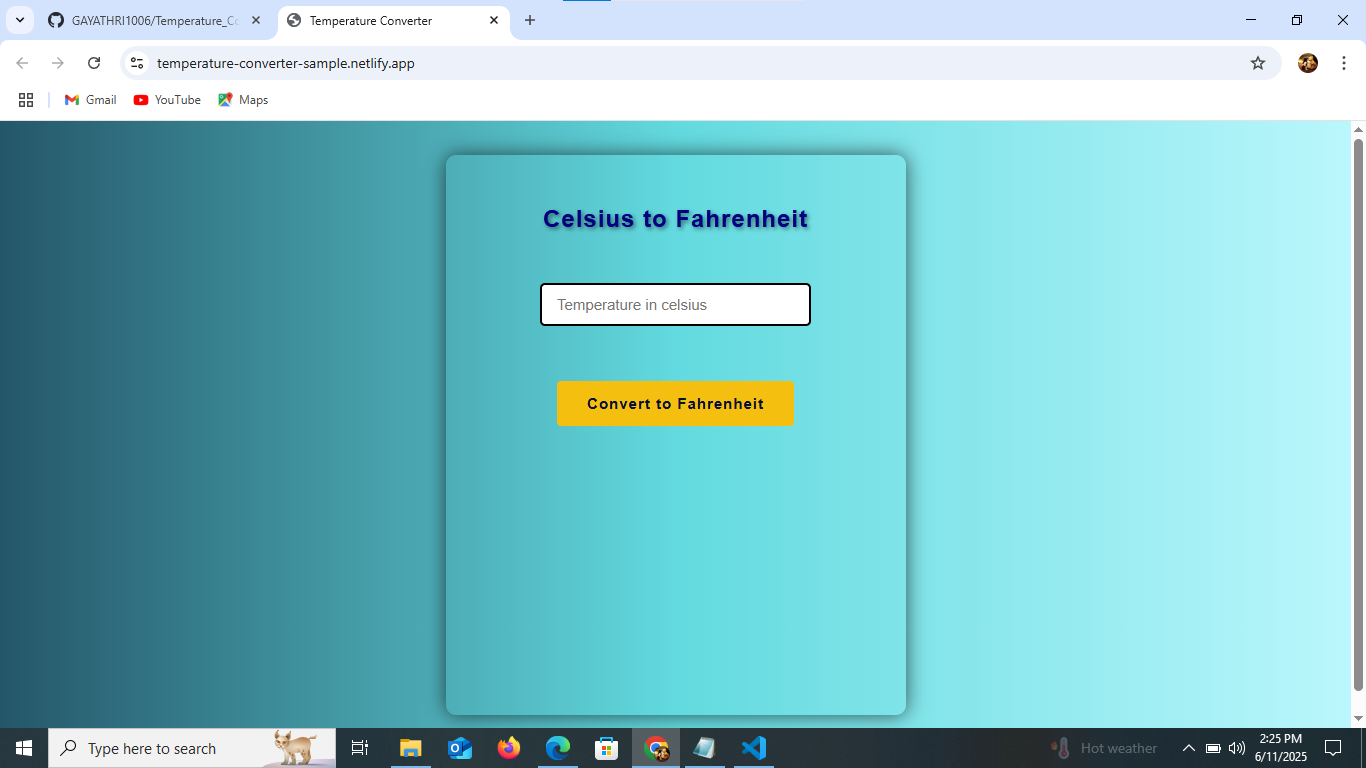 GAYATHRI1006/Temperature_Co
Temperature Converter
temperature-converter-sample.netlify.app
Gmail
YouTube
Maps
Celsius to Fahrenheit
Temperature in celsius
Convert to Fahrenheit
Type here to search
Hot weather
2:25 PM
6/11/2025